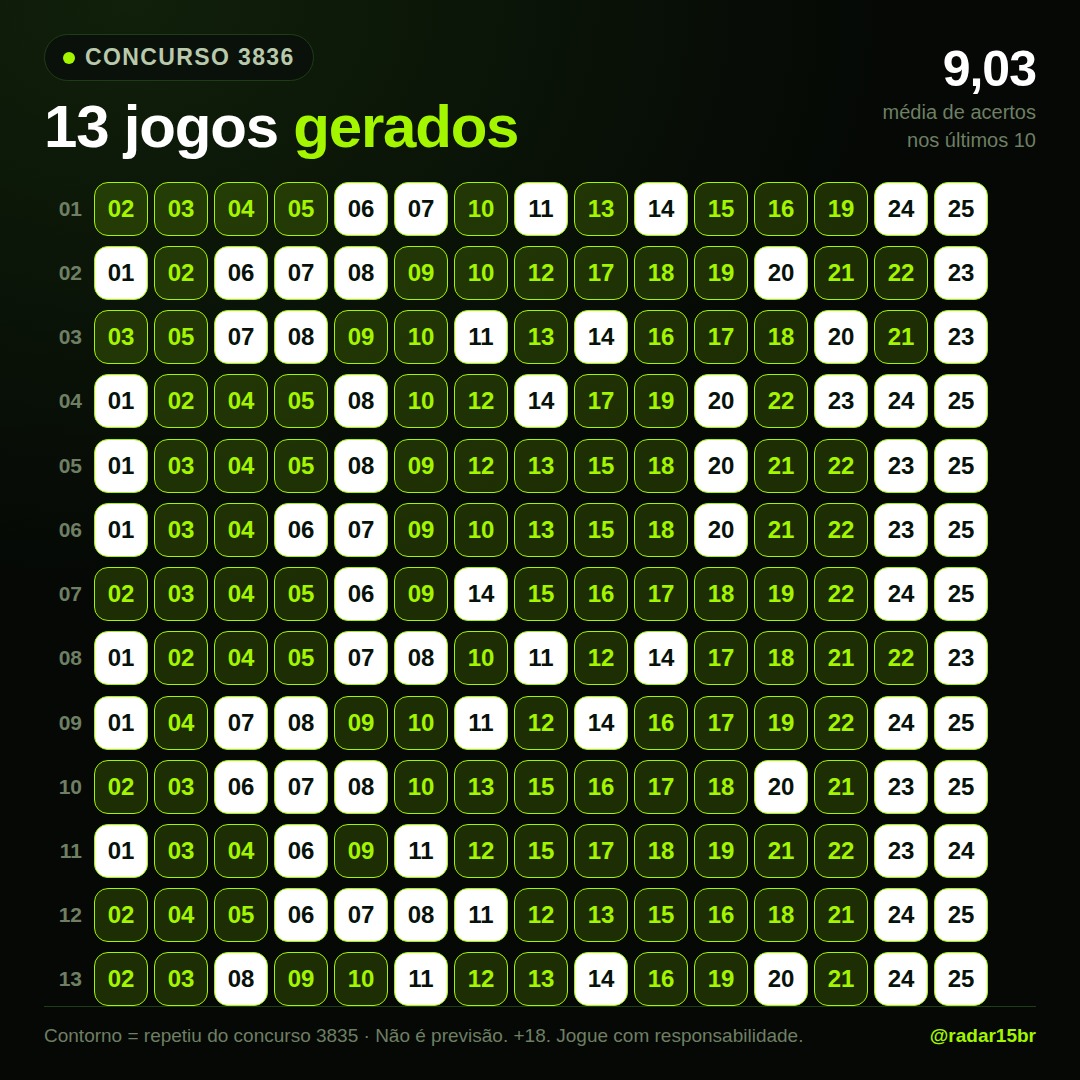 CONCURSO 3836
13 jogos gerados
9,03
média de acertos
nos últimos 10
01 02 03 04 05 06 07 10 11 13 14 15 16 19 24 25
02 01 02 06 07 08 09 10 12 17 18 19 20 21 22 23
03 03 05 07 08 09 10 11 13 14 16 17 18 20 21 23
04 01 02 04 05 08 10 12 14 17 19 20 22 23 24 25
05 01 03 04 05 08 09 12 13 15 18 20 21 22 23 25
06 01 03 04 06 07 09 10 13 15 18 20 21 22 23 25
07 02 03 04 05 06 09 14 15 16 17 18 19 22 24 25
08 01 02 04 05 07 08 10 11 12 14 17 18 21 22 23
09 01 04 07 08 09 10 11 12 14 16 17 19 22 24 25
10 02 03 06 07 08 10 13 15 16 17 18 20 21 23 25
11 01 03 04 06 09 11 12 15 17 18 19 21 22 23 24
12 02 04 05 06 07 08 11 12 13 15 16 18 21 24 25
13 02 03 08 09 10 11 12 13 14 16 19 20 21 24 25
Contorno = repetiu do concurso 3835 · Não é previsão. +18. Jogue com responsabilidade.
@radar15br